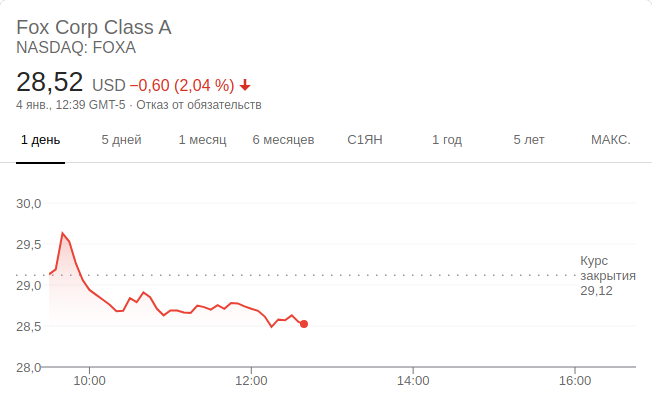 Fox Corp Class A
NASDAQ: FOXA
28,52 USD −0,60 (2,04 %)
4 янв., 12:39 GMT-5 · Отказ от обязательств
1 день 5 дней 1 месяц 6 месяцев С1ЯН 1 год 5 лет МАКС.
30,0
29,5
Курс
закрытия
29,12
29,0
28,5
28,0
10:00 12:00 14:00 16:00